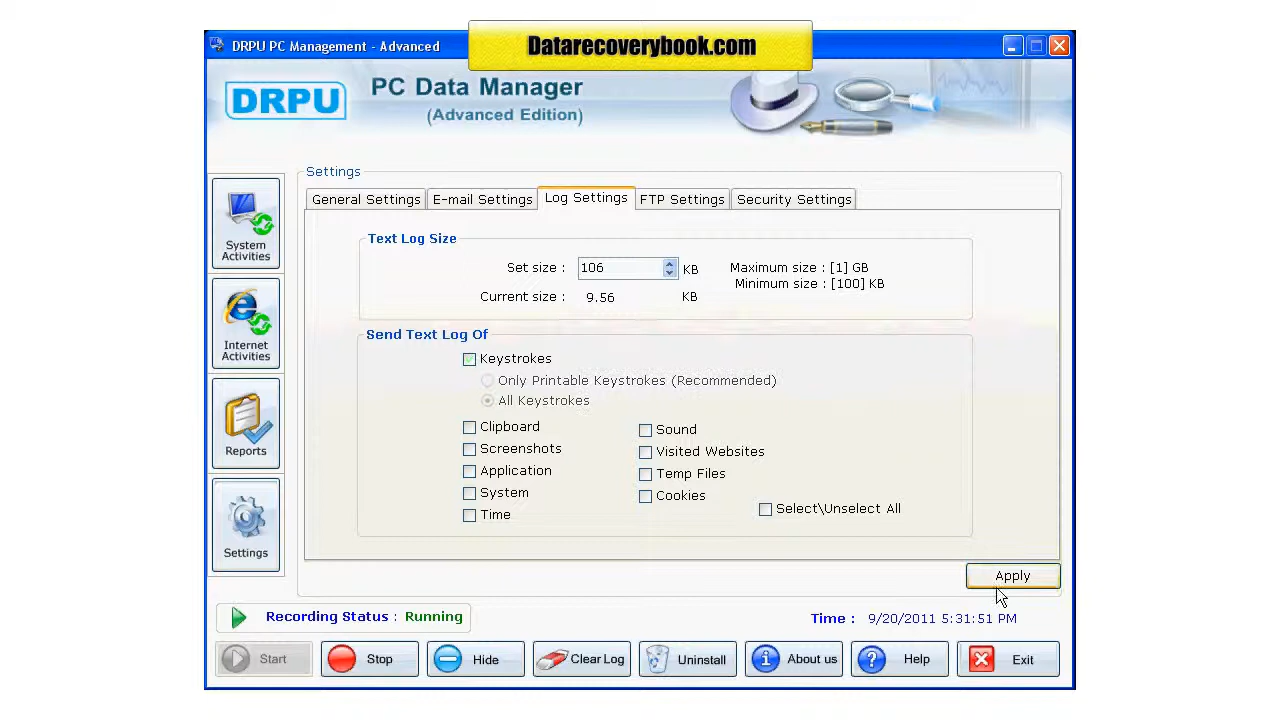 Datarecoverybook.com
DRPU PC Management - Advanced
DRPU
PC Data Manager
(Advanced Edition)
Settings
General Settings
E-mail Settings
Log Settings
FTP Settings
Security Settings
System
Activities
Internet
Activities
Reports
Settings
Text Log Size
Set size : 106 KB
Maximum size : [1] GB
Minimum size : [100] KB
Current size : 9.56 KB
Send Text Log Of
Keystrokes
Only Printable Keystrokes (Recommended)
All Keystrokes
Clipboard
Screenshots
Application
System
Time
Sound
Visited Websites
Temp Files
Cookies
Select\Unselect All
Apply
Recording Status : Running
Time : 9/20/2011 5:31:51 PM
Start
Stop
Hide
Clear Log
Uninstall
About us
Help
Exit